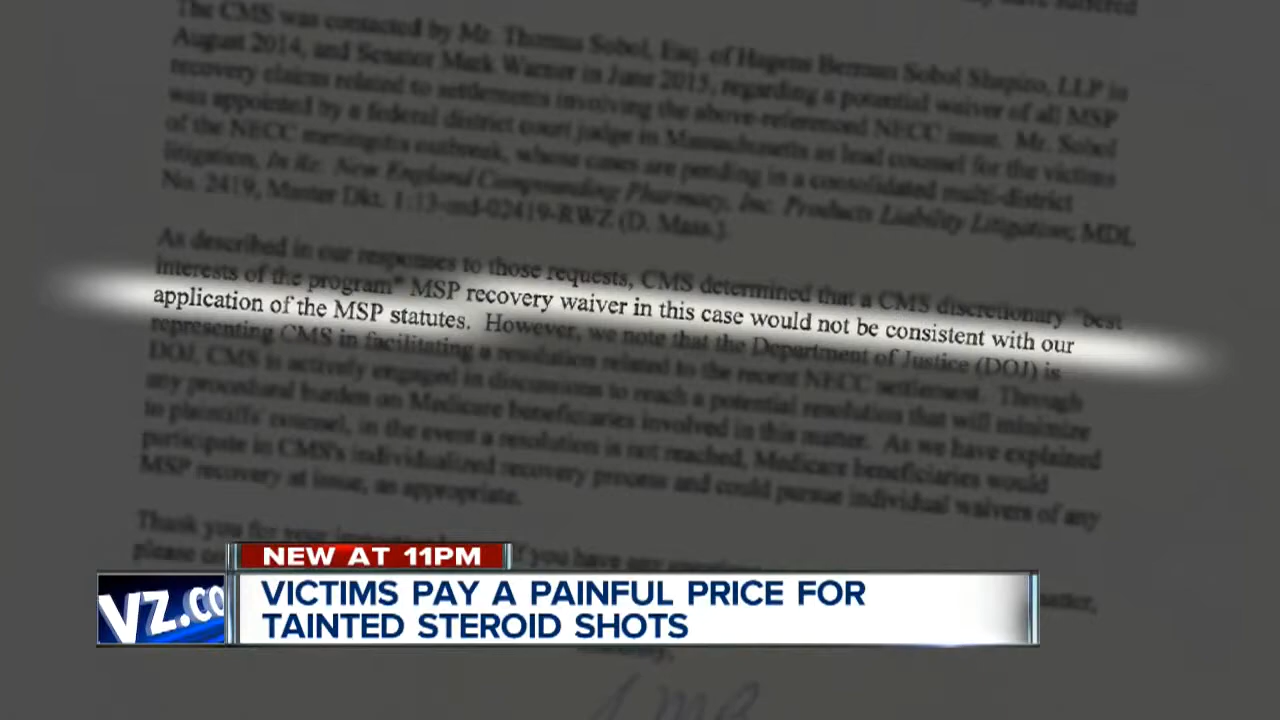 The CMS was contacted by Mr. Thomas Sobol, Esq. of Hagens Berman Sobol Shapiro, LLP in
August 2014, and Senator Mark Warner in June 2015, regarding a potential waiver of all MSP
recovery claims related to settlements involving the above-referenced NECC issue. Mr. Sobol
was appointed by a federal district court judge in Massachusetts as lead counsel for the victims
of the NECC meningitis outbreak, whose cases are pending in a consolidated multi-district
litigation, In Re: New England Compounding Pharmacy, Inc. Products Liability Litigation; MDL
No. 2419, Master Dkt. 1:13-md-02419-RWZ (D. Mass.).
As described in our responses to those requests, CMS determined that a CMS discretionary "best
interests of the program" MSP recovery waiver in this case would not be consistent with our
application of the MSP statutes. However, we note that the Department of Justice (DOJ) is
representing CMS in facilitating a resolution related to the recent NECC settlement. Through
DOJ, CMS is actively engaged in discussions to reach a potential resolution that will minimize
any procedural burden on Medicare beneficiaries involved in this matter. As we have explained
to plaintiffs' counsel, in the event a resolution is not reached, Medicare beneficiaries would
participate in CMS's individualized recovery process and could pursue individual waivers of any
MSP recovery at issue, as appropriate.
Thank you for your if you have any
please
NEW AT 11PM
VZ.CO
VICTIMS PAY A PAINFUL PRICE FOR
TAINTED STEROID SHOTS